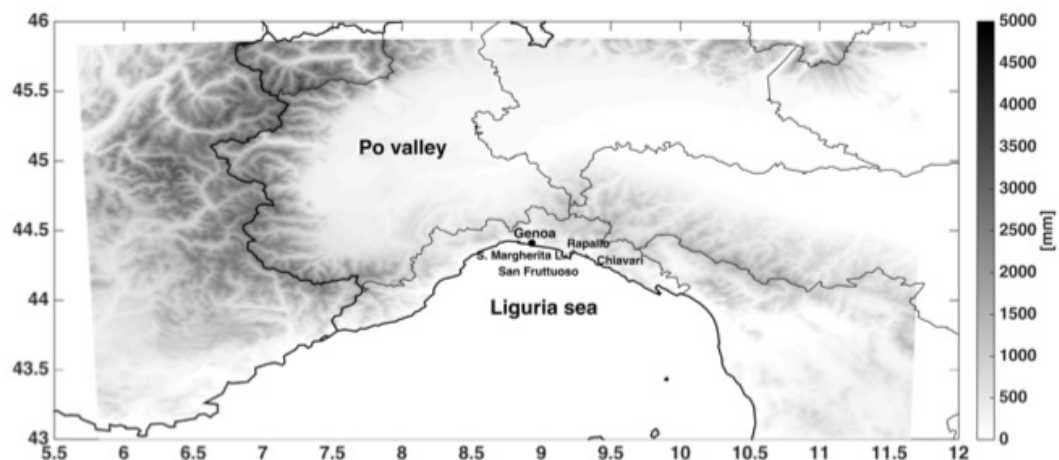 46
45.5
45
44.5
44
43.5
43
5.5 6 6.5 7 7.5 8 8.5 9 9.5 10 10.5 11 11.5 12
Po valley
Genoa
Rapallo
S. Margherita L.
Chiavari
San Fruttuoso
Liguria sea
5000
4500
4000
3500
3000
2500
2000
1500
1000
500
0
[mm]